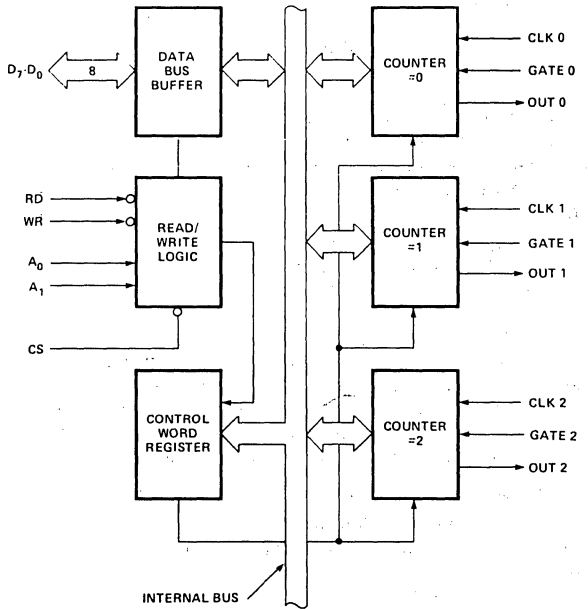 D7-D0
8
DATA
BUS
BUFFER
COUNTER
=0
CLK 0
GATE 0
OUT 0
RD
WR
A0
A1
READ/
WRITE
LOGIC
COUNTER
=1
CLK 1
GATE 1
OUT 1
CS
CONTROL
WORD
REGISTER
COUNTER
=2
CLK 2
GATE 2
OUT 2
INTERNAL BUS